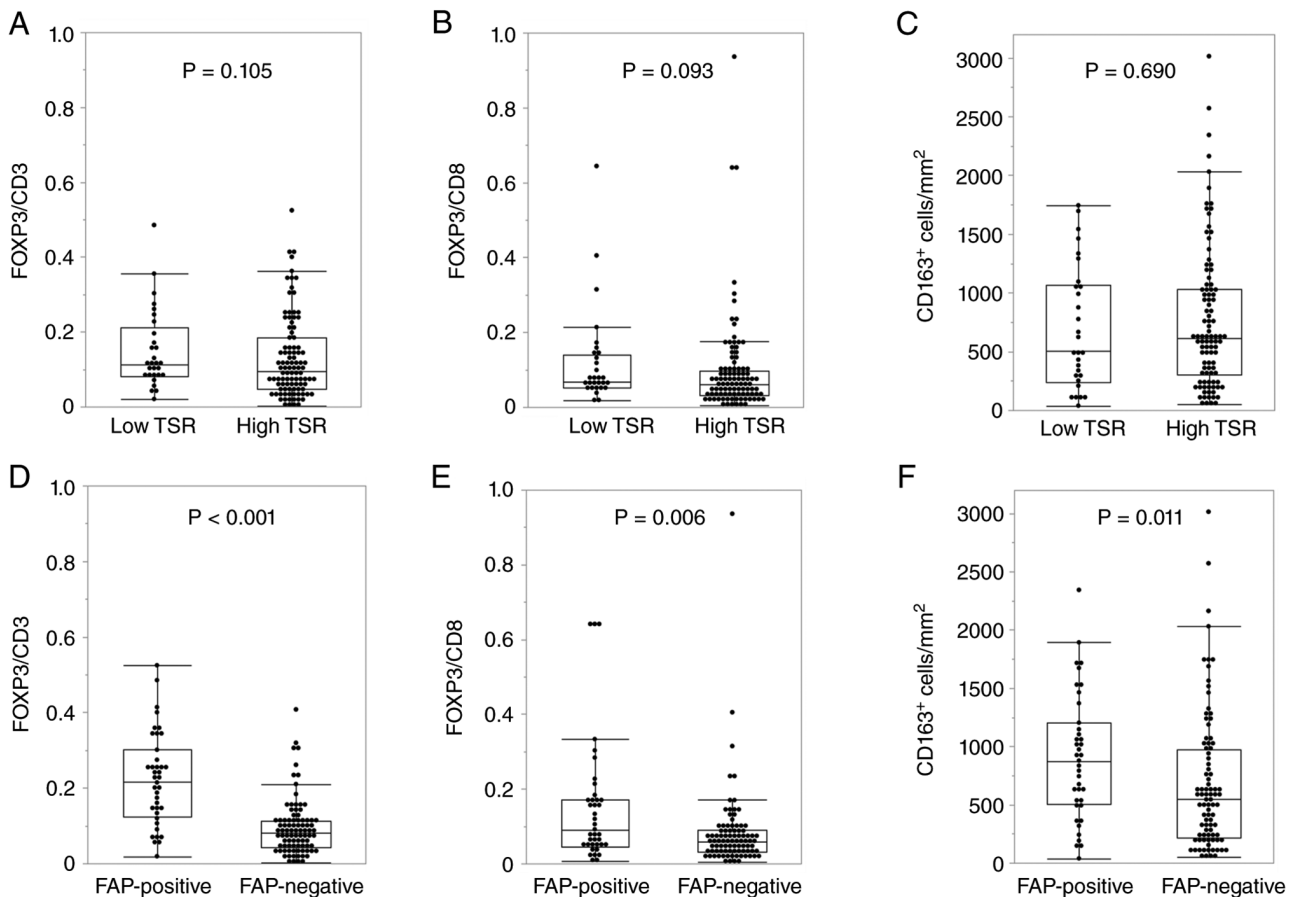 A
P = 0.105
FOXP3/CD3
1.0
0.8
0.6
0.4
0.2
0
Low TSR
High TSR
B
P = 0.093
FOXP3/CD8
1.0
0.8
0.6
0.4
0.2
0
Low TSR
High TSR
C
P = 0.690
CD163⁺ cells/mm²
3000
2500
2000
1500
1000
500
0
Low TSR
High TSR
D
P < 0.001
FOXP3/CD3
1.0
0.8
0.6
0.4
0.2
0
FAP-positive
FAP-negative
E
P = 0.006
FOXP3/CD8
1.0
0.8
0.6
0.4
0.2
0
FAP-positive
FAP-negative
F
P = 0.011
CD163⁺ cells/mm²
3000
2500
2000
1500
1000
500
0
FAP-positive
FAP-negative